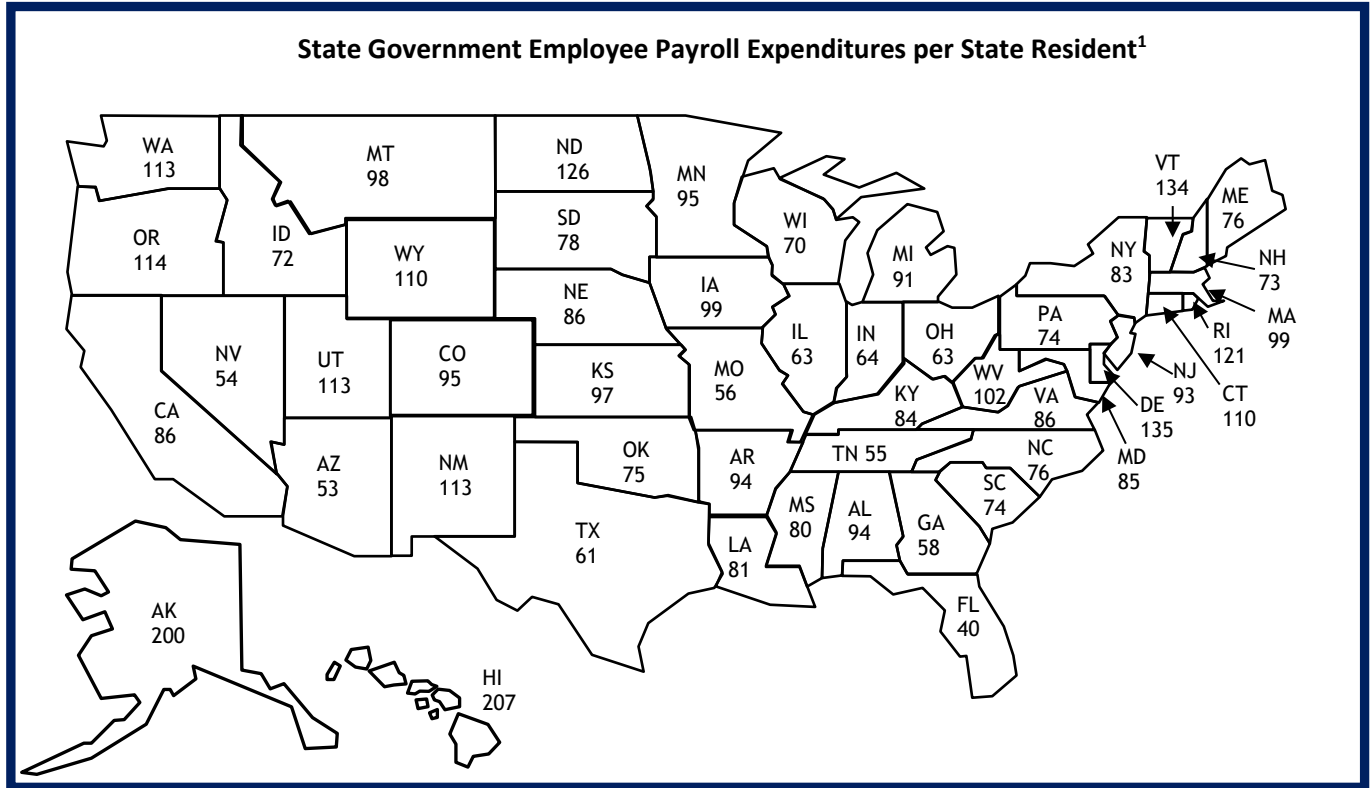 State Government Employee Payroll Expenditures per State Resident¹
WA
113
MT
98
ND
126
MN
95
VT
134
ME
76
OR
114
ID
72
WY
110
SD
78
WI
70
MI
91
NY
83
NH
73
NE
86
IA
99
PA
74
MA
99
RI
121
NV
54
UT
113
CO
95
KS
97
MO
56
IL
63
IN
64
OH
63
WV
102
NJ
93
CT
110
CA
86
KY
84
VA
86
DE
135
MD
85
AZ
53
NM
113
OK
75
AR
94
TN 55
NC
76
SC
74
TX
61
LA
81
MS
80
AL
94
GA
58
FL
40
AK
200
HI
207